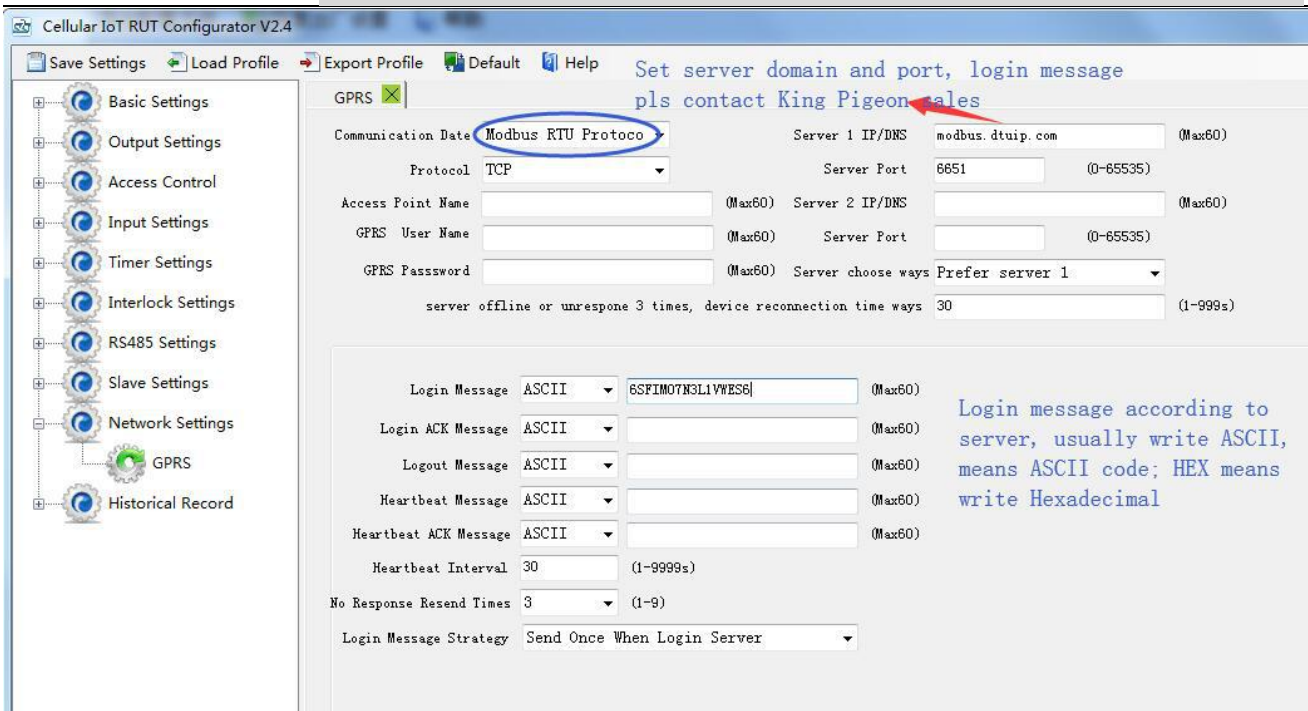 Cellular IoT RUT Configurator V2.4
Save Settings Load Profile Export Profile Default Help
Set server domain and port, login message
pls contact King Pigeon sales
Basic Settings
Output Settings
Access Control
Input Settings
Timer Settings
Interlock Settings
RS485 Settings
Slave Settings
Network Settings
GPRS
Historical Record
GPRS
Communication Date Modbus RTU Protoco Server 1 IP/DNS modbus.dtuip.com (Max60)
Protocol TCP Server Port 6651 (0-65535)
Access Point Name (Max60) Server 2 IP/DNS (Max60)
GPRS User Name (Max60) Server Port (0-65535)
GPRS Passsword (Max60) Server choose ways Prefer server 1
server offline or unrespone 3 times, device reconnection time ways 30 (1-999s)
Login Message ASCII 6SFIMO7N3L1VWES6 (Max60)
Login ACK Message ASCII (Max60)
Logout Message ASCII (Max60)
Heartbeat Message ASCII (Max60)
Heartbeat ACK Message ASCII (Max60)
Heartbeat Interval 30 (1-9999s)
No Response Resend Times 3 (1-9)
Login Message Strategy Send Once When Login Server
Login message according to
server, usually write ASCII,
means ASCII code; HEX means
write Hexadecimal